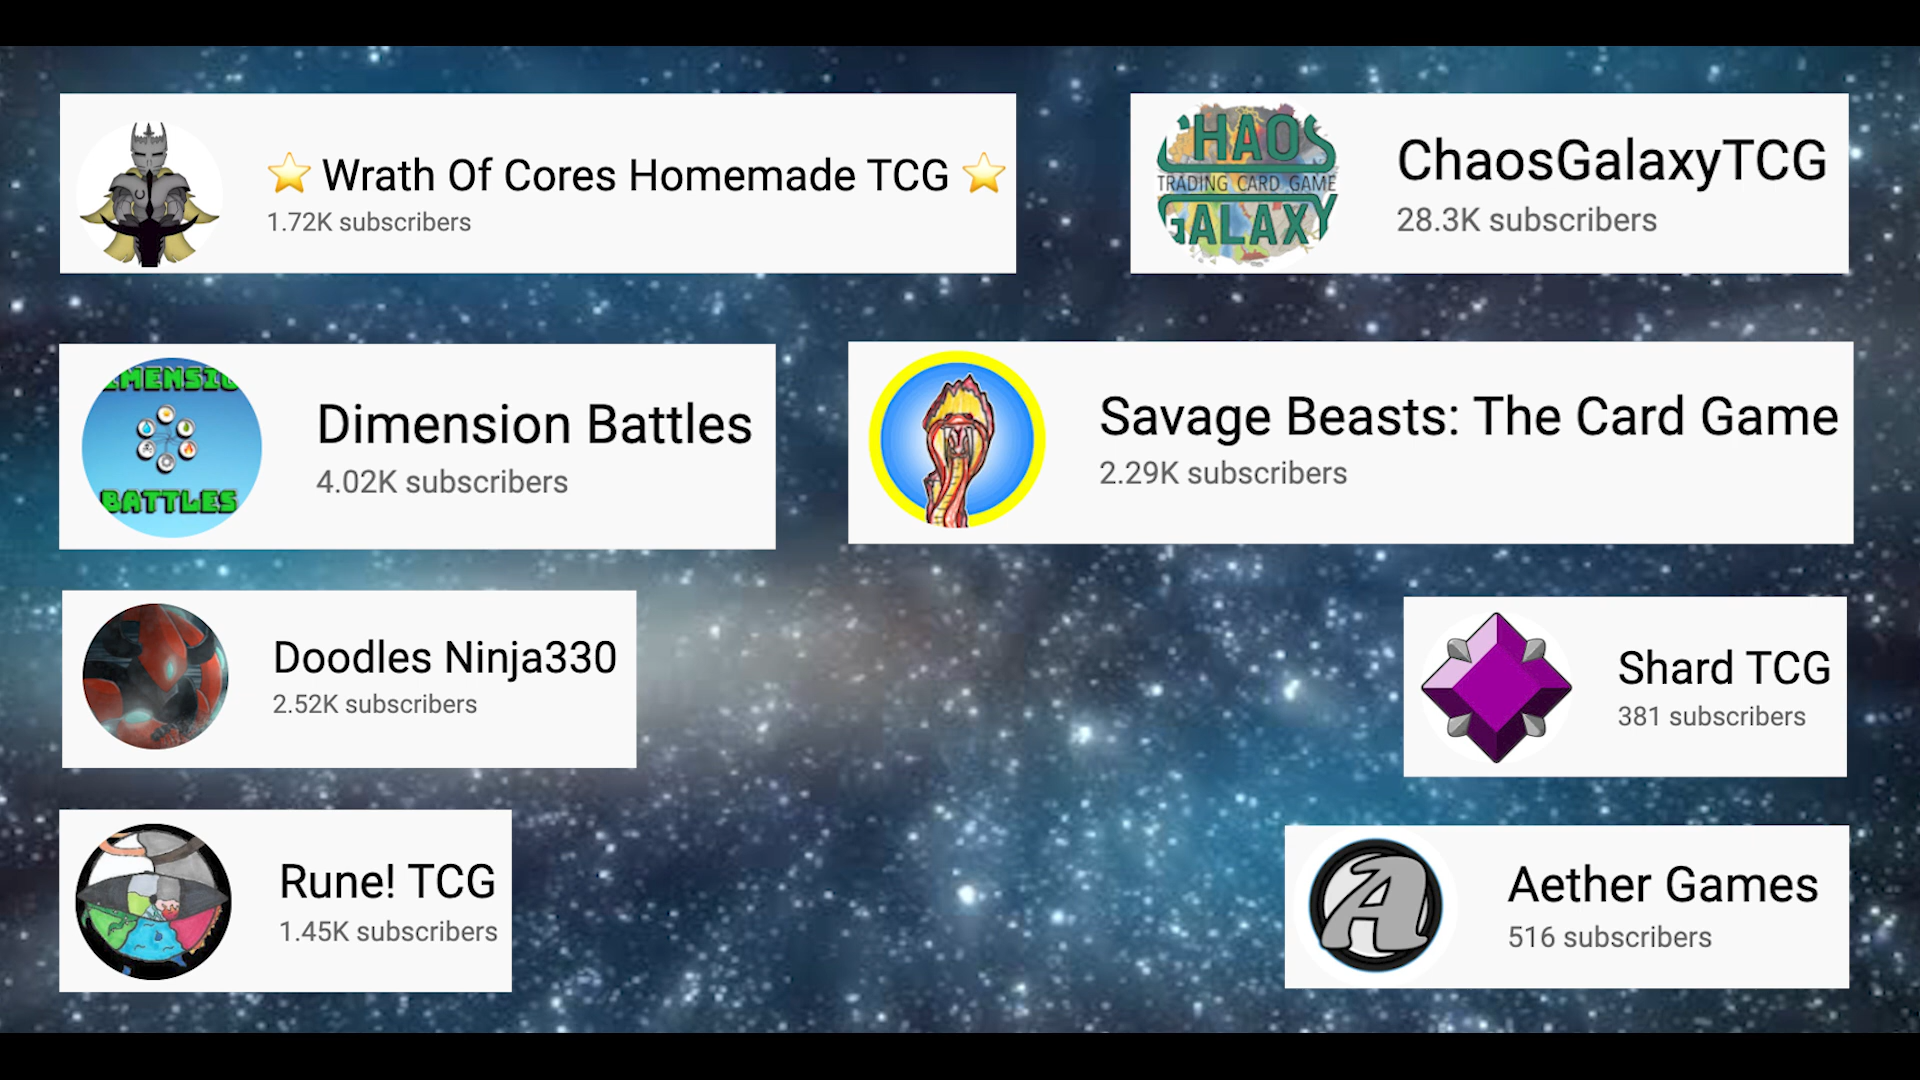 ⭐ Wrath Of Cores Homemade TCG ⭐
1.72K subscribers
CHAOS
TRADING CARD GAME
GALAXY
ChaosGalaxyTCG
28.3K subscribers
IMENSIO
BATTLES
Dimension Battles
4.02K subscribers
Savage Beasts: The Card Game
2.29K subscribers
Doodles Ninja330
2.52K subscribers
Shard TCG
381 subscribers
Rune! TCG
1.45K subscribers
A
Aether Games
516 subscribers